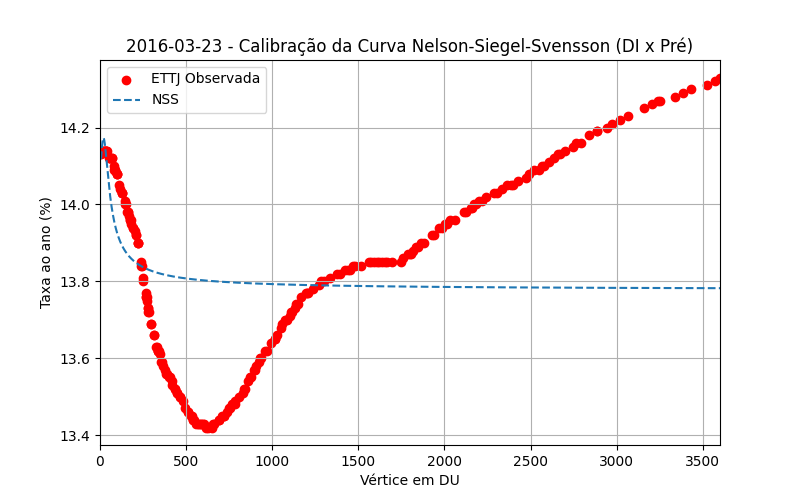 2016-03-23 - Calibração da Curva Nelson-Siegel-Svensson (DI x Pré)
ETTJ Observada
NSS
Taxa ao ano (%)
14.2
14.0
13.8
13.6
13.4
0 500 1000 1500 2000 2500 3000 3500
Vértice em DU